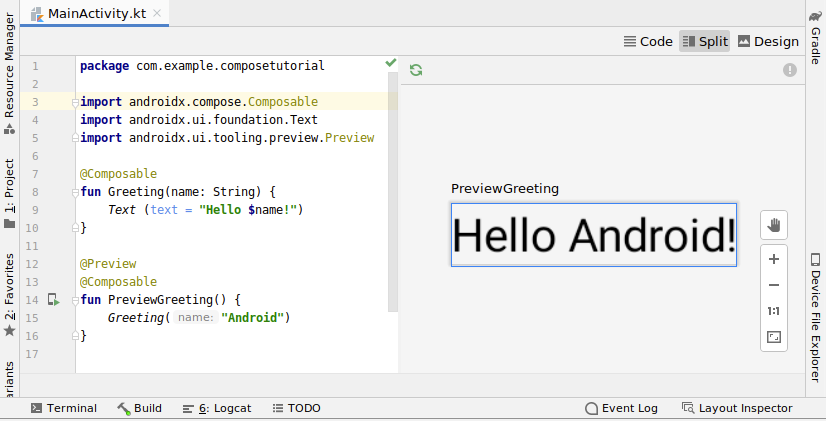 MainActivity.kt
Code Split Design
Resource Manager
1: Project
2: Favorites
ariants
1 package com.example.composetutorial
2
3 import androidx.compose.Composable
4 import androidx.ui.foundation.Text
5 import androidx.ui.tooling.preview.Preview
6
7 @Composable
8 fun Greeting(name: String) {
9 Text (text = "Hello $name!")
10 }
11
12 @Preview
13 @Composable
14 fun PreviewGreeting() {
15 Greeting( name: "Android")
16 }
17
PreviewGreeting
Hello Android!
1:1
Gradle
Device File Explorer
Terminal Build 6: Logcat TODO Event Log Layout Inspector